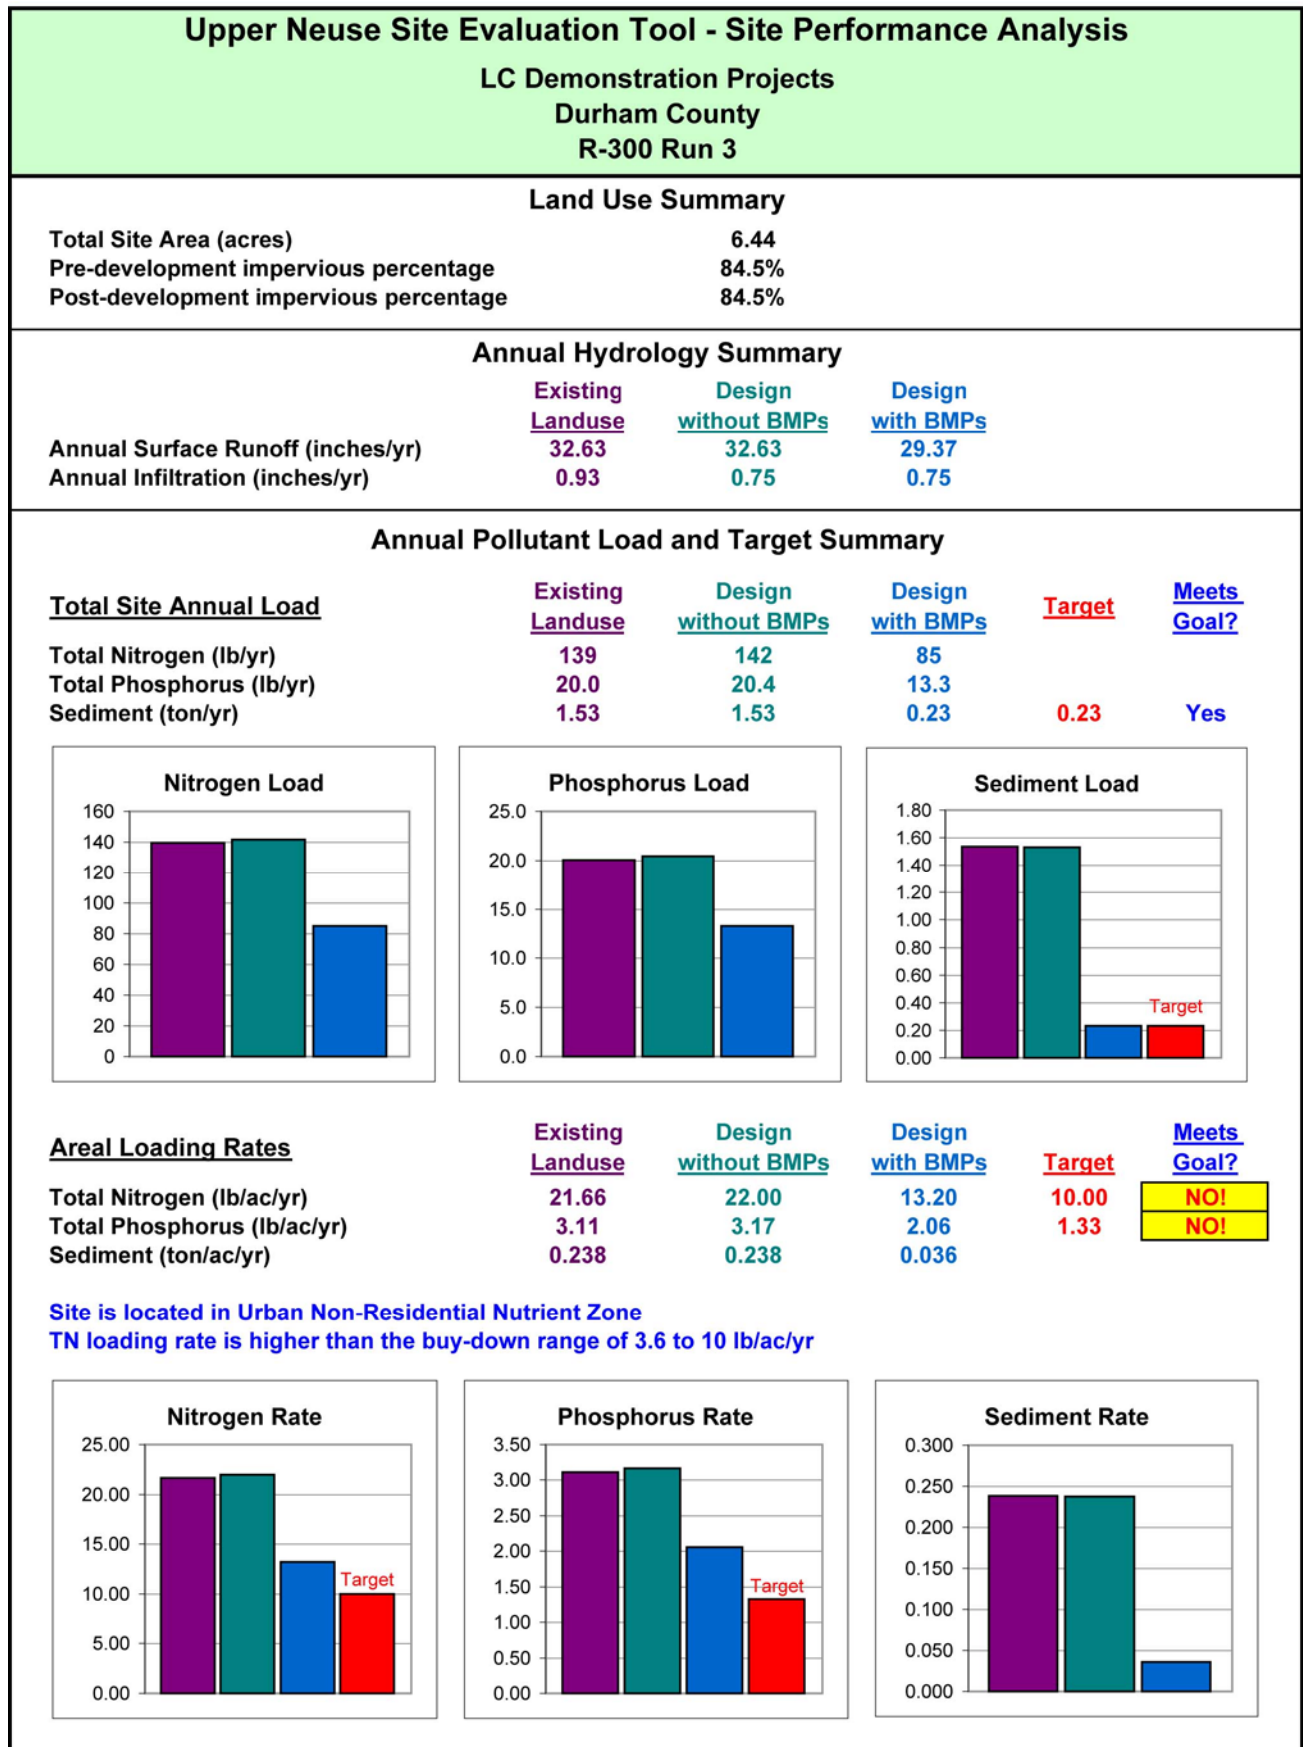 Upper Neuse Site Evaluation Tool - Site Performance Analysis
LC Demonstration Projects
Durham County
R-300 Run 3
Land Use Summary
Total Site Area (acres) 6.44
Pre-development impervious percentage 84.5%
Post-development impervious percentage 84.5%
Annual Hydrology Summary
Existing Design Design
Landuse without BMPs with BMPs
Annual Surface Runoff (inches/yr) 32.63 32.63 29.37
Annual Infiltration (inches/yr) 0.93 0.75 0.75
Annual Pollutant Load and Target Summary
Existing Design Design Meets
Total Site Annual Load Landuse without BMPs with BMPs Target Goal?
Total Nitrogen (lb/yr) 139 142 85
Total Phosphorus (lb/yr) 20.0 20.4 13.3
Sediment (ton/yr) 1.53 1.53 0.23 0.23 Yes
Nitrogen Load
160
140
120
100
80
60
40
20
0
Phosphorus Load
25.0
20.0
15.0
10.0
5.0
0.0
Sediment Load
1.80
1.60
1.40
1.20
1.00
0.80
0.60
0.40
0.20
0.00
Target
Existing Design Design Meets
Areal Loading Rates Landuse without BMPs with BMPs Target Goal?
Total Nitrogen (lb/ac/yr) 21.66 22.00 13.20 10.00 NO!
Total Phosphorus (lb/ac/yr) 3.11 3.17 2.06 1.33 NO!
Sediment (ton/ac/yr) 0.238 0.238 0.036
Site is located in Urban Non-Residential Nutrient Zone
TN loading rate is higher than the buy-down range of 3.6 to 10 lb/ac/yr
Nitrogen Rate
25.00
20.00
15.00
10.00
5.00
0.00
Target
Phosphorus Rate
3.50
3.00
2.50
2.00
1.50
1.00
0.50
0.00
Target
Sediment Rate
0.300
0.250
0.200
0.150
0.100
0.050
0.000